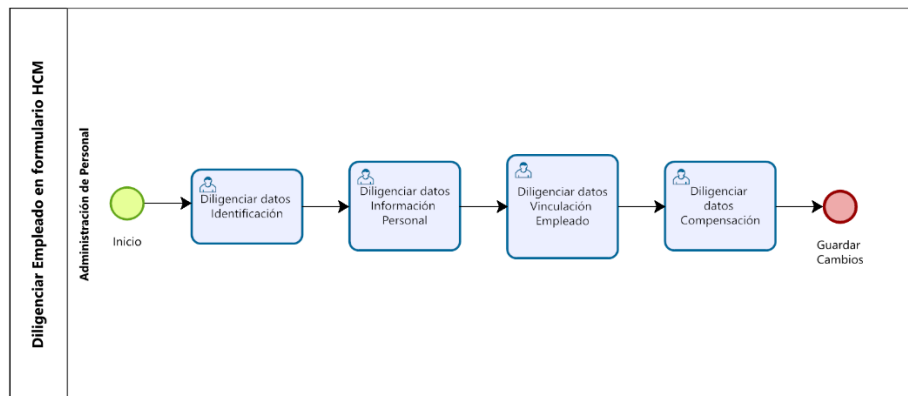 Diligenciar Empleado en formulario HCM
Administración de Personal
Inicio
Diligenciar datos
Identificación
Diligenciar datos
Información
Personal
Diligenciar datos
Vinculación
Empleado
Diligenciar
datos
Compensación
Guardar
Cambios